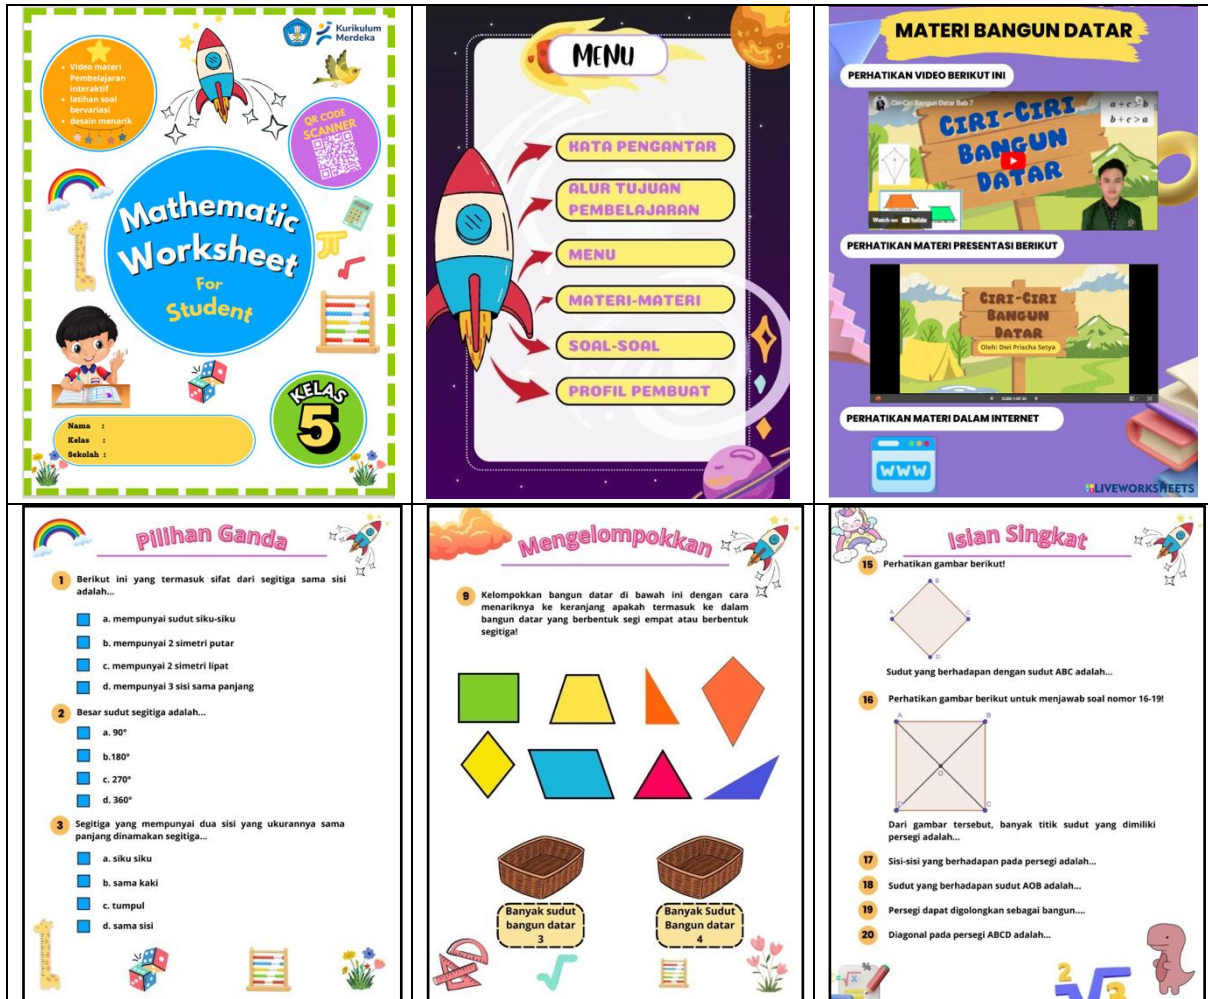 Kurikulum
Merdeka
• Video materi
Pembelajaran
interaktif
• latihan soal
bervariasi
• desain menarik
QR CODE
SCANNER
Mathematic
Worksheet
For
Student
KELAS
5
Nama :
Kelas :
Sekolah :
MENU
KATA PENGANTAR
ALUR TUJUAN
PEMBELAJARAN
MENU
MATERI-MATERI
SOAL-SOAL
PROFIL PEMBUAT
MATERI BANGUN DATAR
PERHATIKAN VIDEO BERIKUT INI
Ciri-Ciri Bangun Datar Bab 7
CIRI-CIRI
BANGUN
DATAR
a + c > b
b + c > a
Watch on YouTube
PERHATIKAN MATERI PRESENTASI BERIKUT
CIRI-CIRI
BANGUN
DATAR
Oleh: Dwi Prischa Setya
PERHATIKAN MATERI DALAM INTERNET
WWW
LIVEWORKSHEETS
Pilihan Ganda
1 Berikut ini yang termasuk sifat dari segitiga sama sisi
adalah...
a. mempunyai sudut siku-siku
b. mempunyai 2 simetri putar
c. mempunyai 2 simetri lipat
d. mempunyai 3 sisi sama panjang
2 Besar sudut segitiga adalah...
a. 90°
b.180°
c. 270°
d. 360°
3 Segitiga yang mempunyai dua sisi yang ukurannya sama
panjang dinamakan segitiga...
a. siku siku
b. sama kaki
c. tumpul
d. sama sisi
Mengelompokkan
9 Kelompokkan bangun datar di bawah ini dengan cara
menariknya ke keranjang apakah termasuk ke dalam
bangun datar yang berbentuk segi empat atau berbentuk
segitiga!
Banyak sudut
bangun datar
3
Banyak Sudut
Bangun datar
4
Isian Singkat
15 Perhatikan gambar berikut!
B
A C
D
Sudut yang berhadapan dengan sudut ABC adalah...
16 Perhatikan gambar berikut untuk menjawab soal nomor 16-19!
A B
O
D C
Dari gambar tersebut, banyak titik sudut yang dimiliki
persegi adalah...
17 Sisi-sisi yang berhadapan pada persegi adalah...
18 Sudut yang berhadapan sudut AOB adalah...
19 Persegi dapat digolongkan sebagai bangun....
20 Diagonal pada persegi ABCD adalah...
2 √3